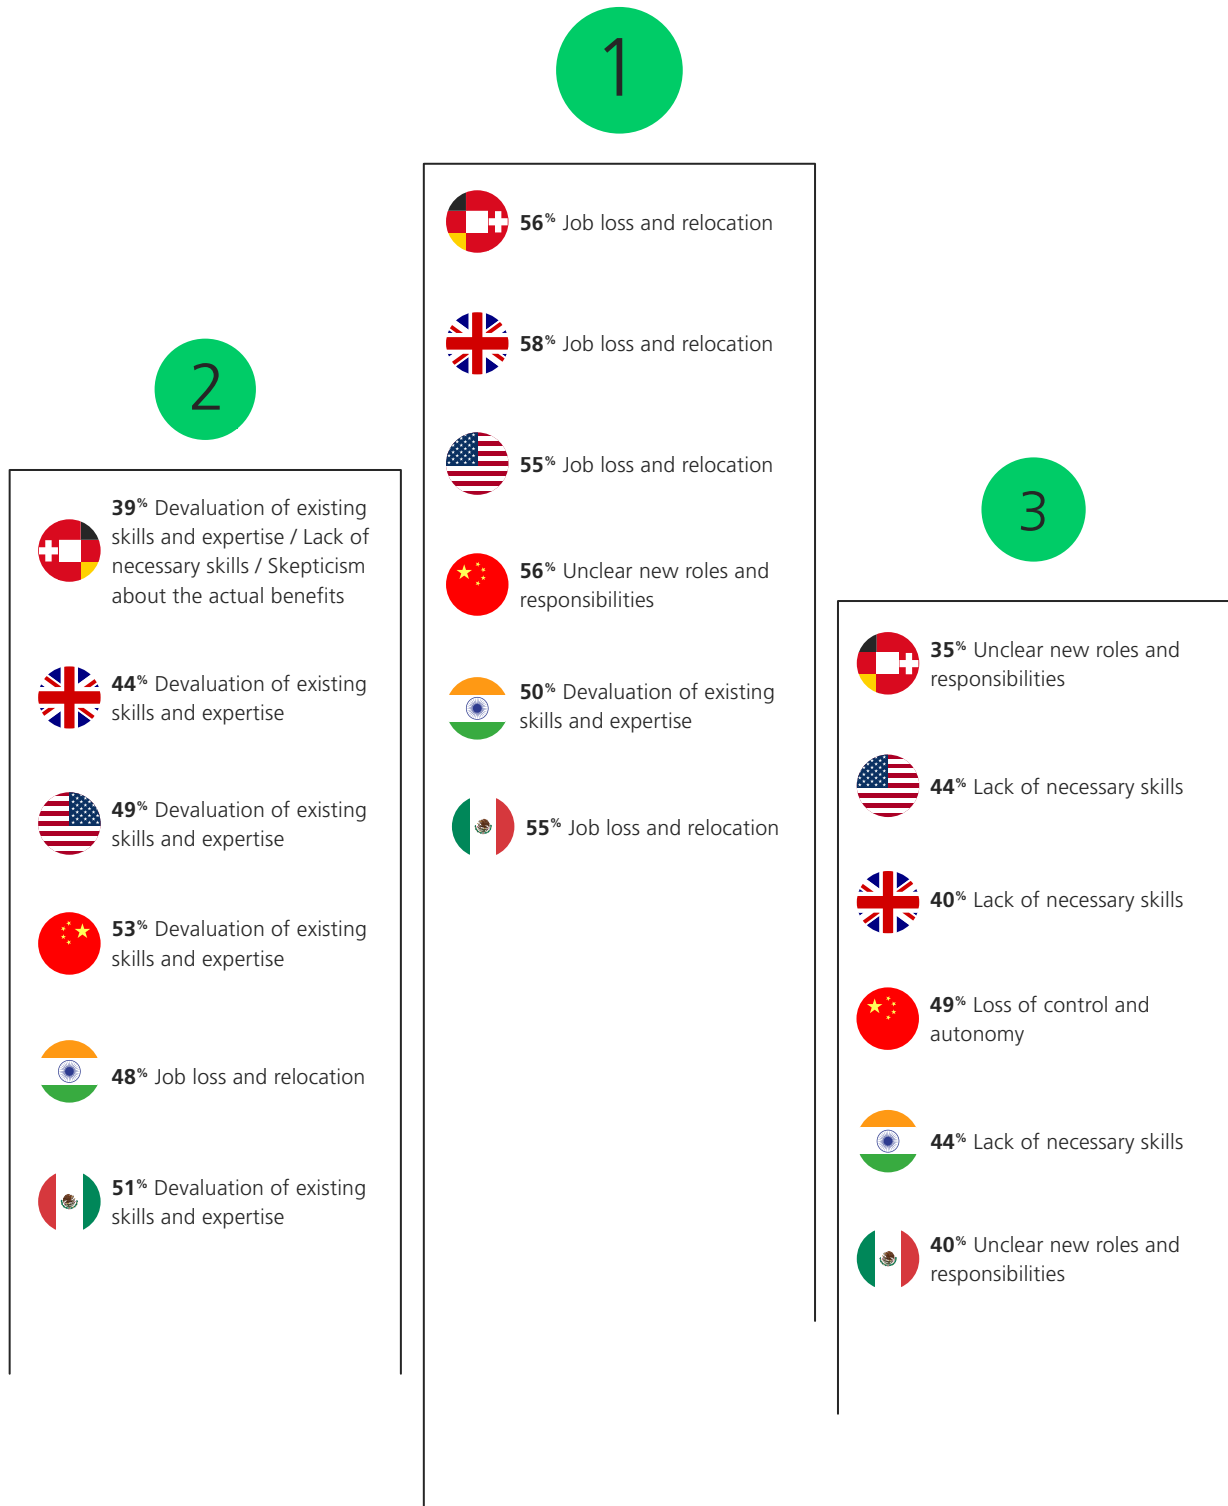 1
56% Job loss and relocation
58% Job loss and relocation
55% Job loss and relocation
56% Unclear new roles and
responsibilities
50% Devaluation of existing
skills and expertise
55% Job loss and relocation
2
39% Devaluation of existing
skills and expertise / Lack of
necessary skills / Skepticism
about the actual benefits
44% Devaluation of existing
skills and expertise
49% Devaluation of existing
skills and expertise
53% Devaluation of existing
skills and expertise
48% Job loss and relocation
51% Devaluation of existing
skills and expertise
3
35% Unclear new roles and
responsibilities
44% Lack of necessary skills
40% Lack of necessary skills
49% Loss of control and
autonomy
44% Lack of necessary skills
40% Unclear new roles and
responsibilities